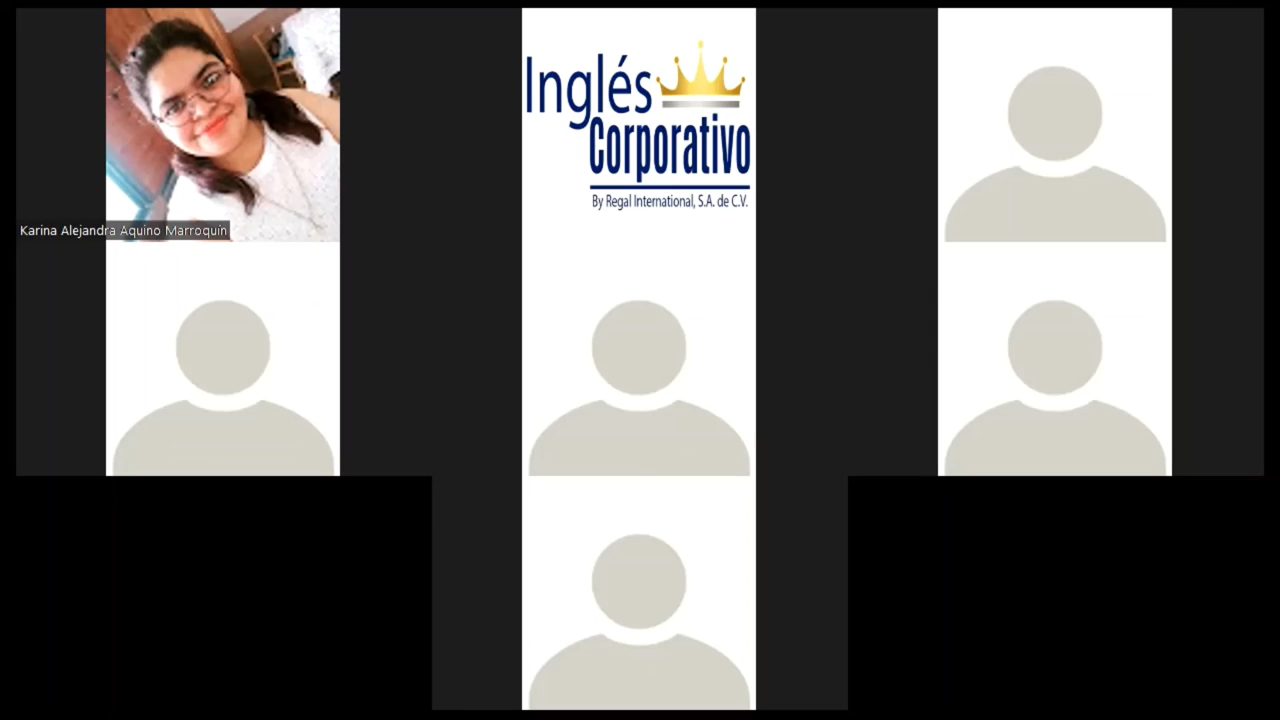 Inglés
Corporativo
By Regal International, S.A. de C.V.
Karina Alejandra Aquino Marroquin